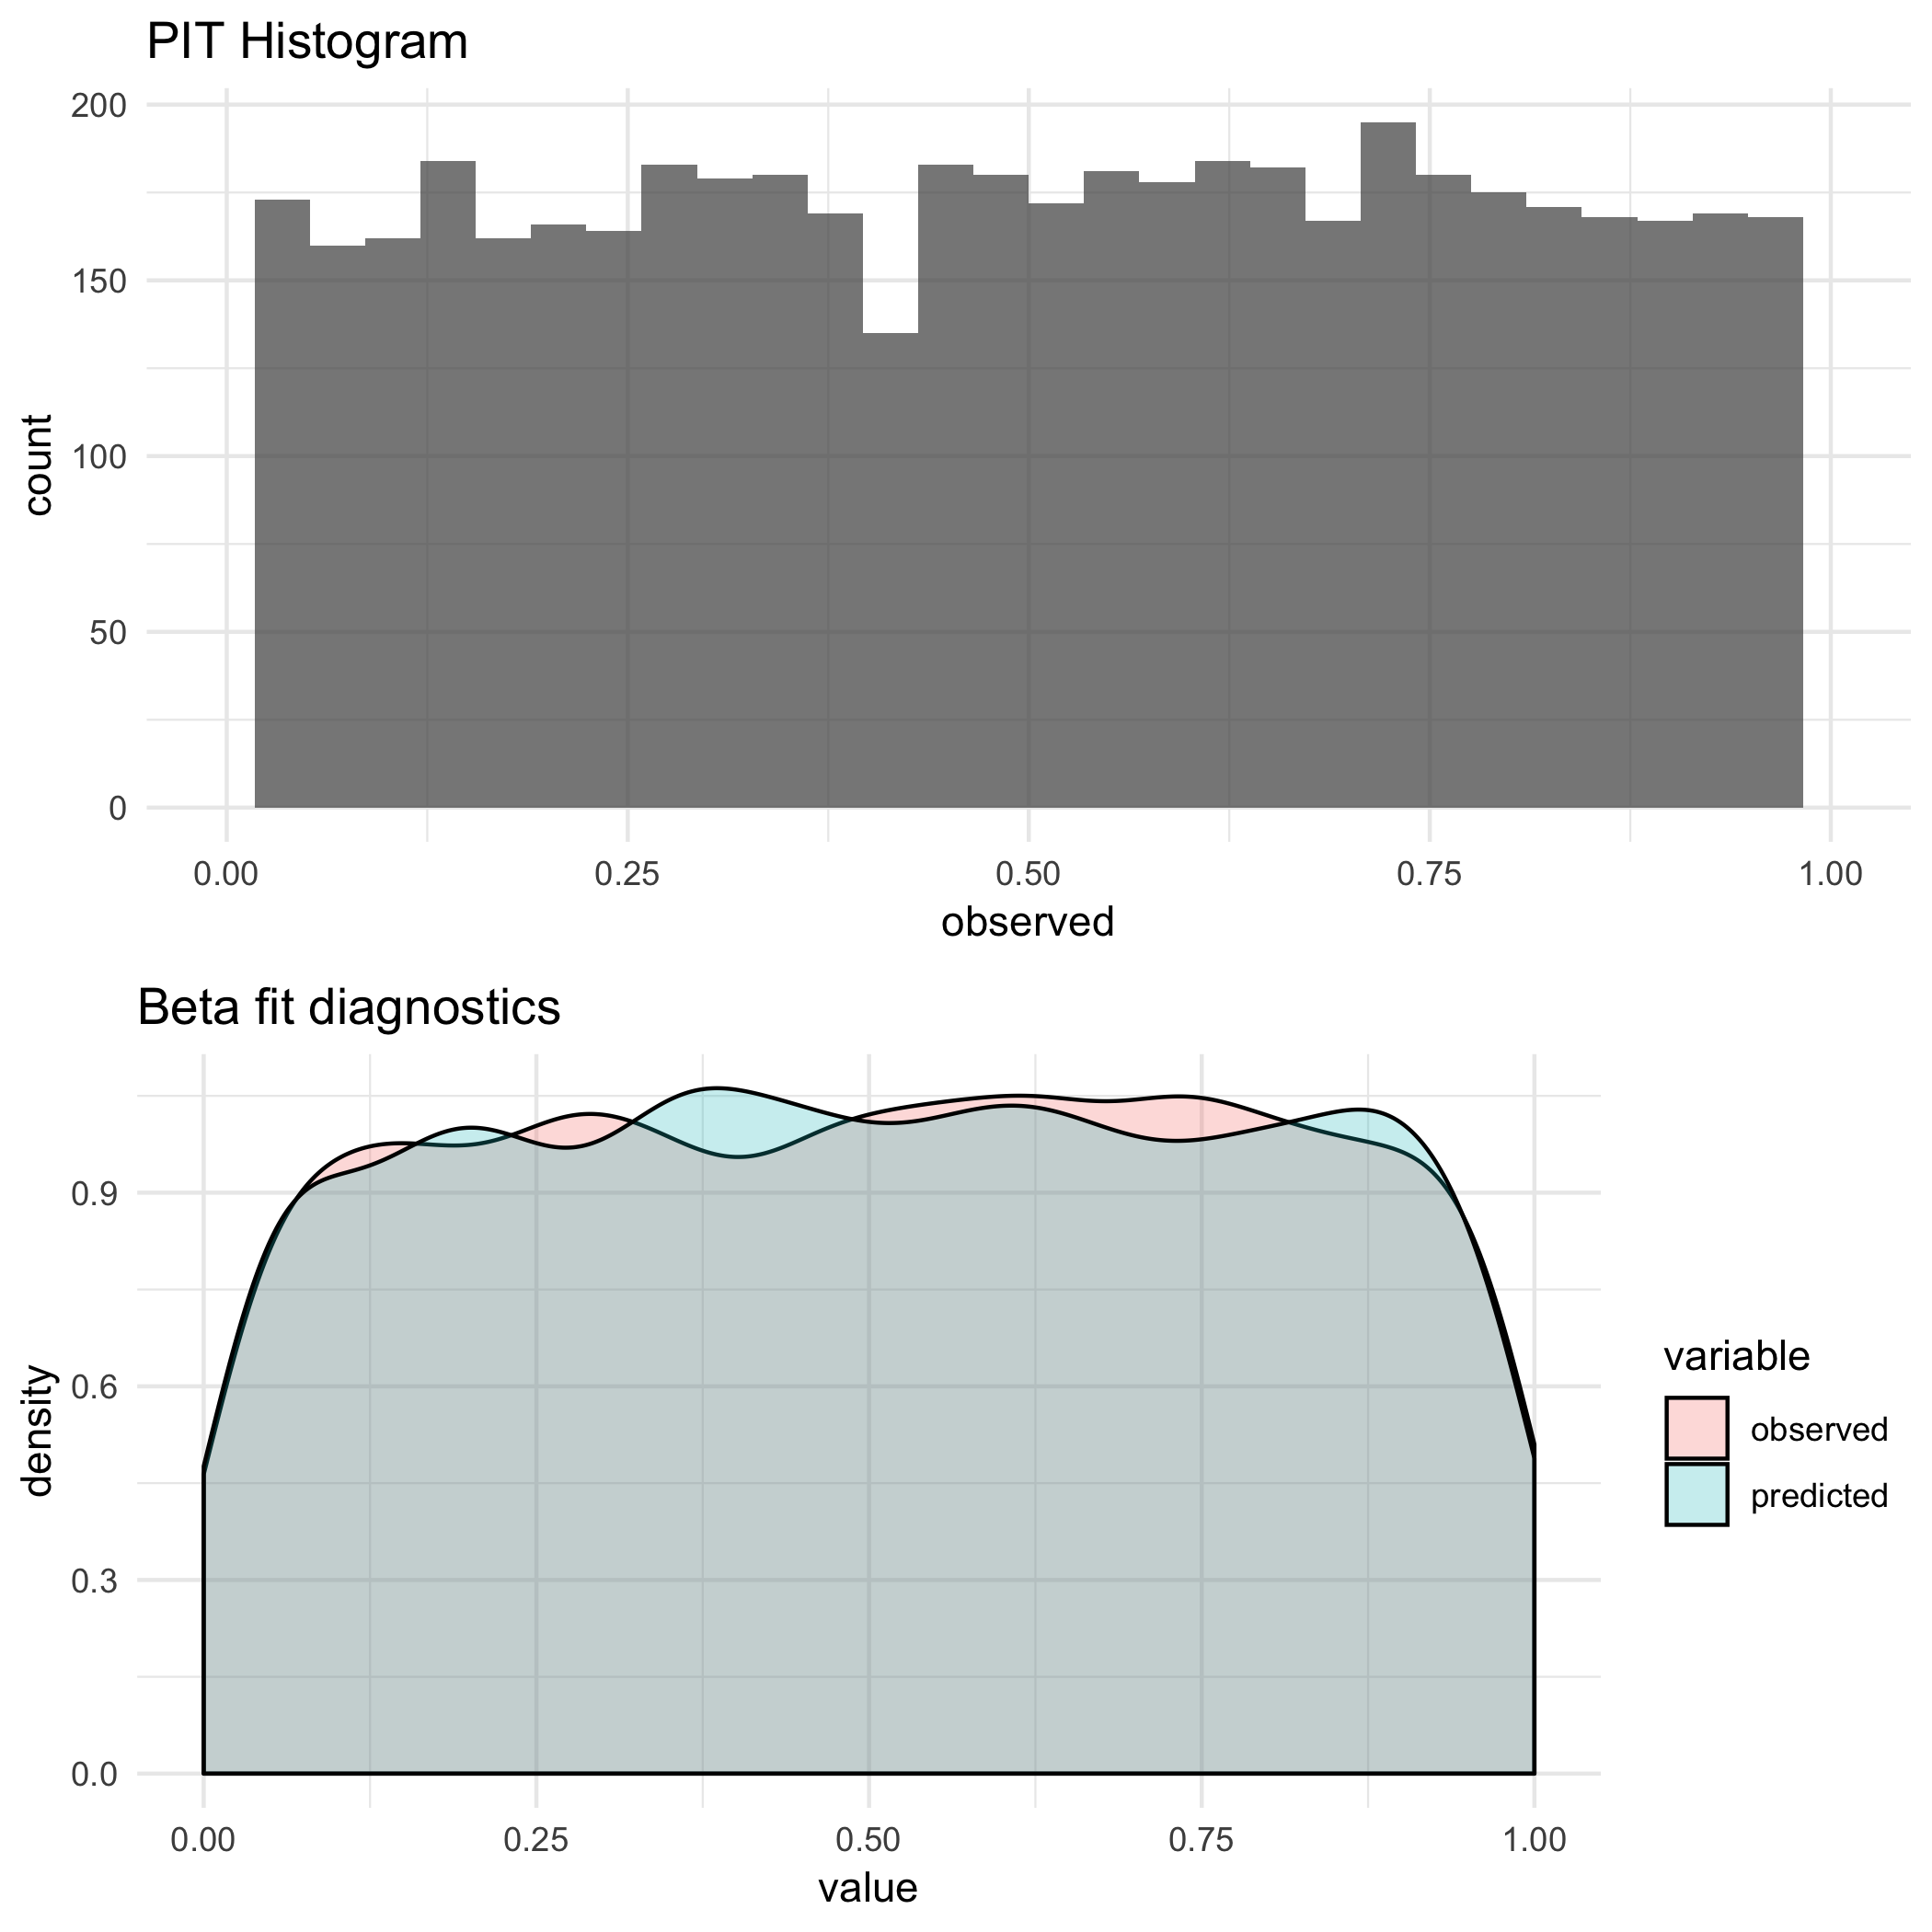 PIT Histogram
200
150
100
50
0
count
0.00 0.25 0.50 0.75 1.00
observed
Beta fit diagnostics
0.9
0.6
0.3
0.0
density
0.00 0.25 0.50 0.75 1.00
value
variable
observed
predicted